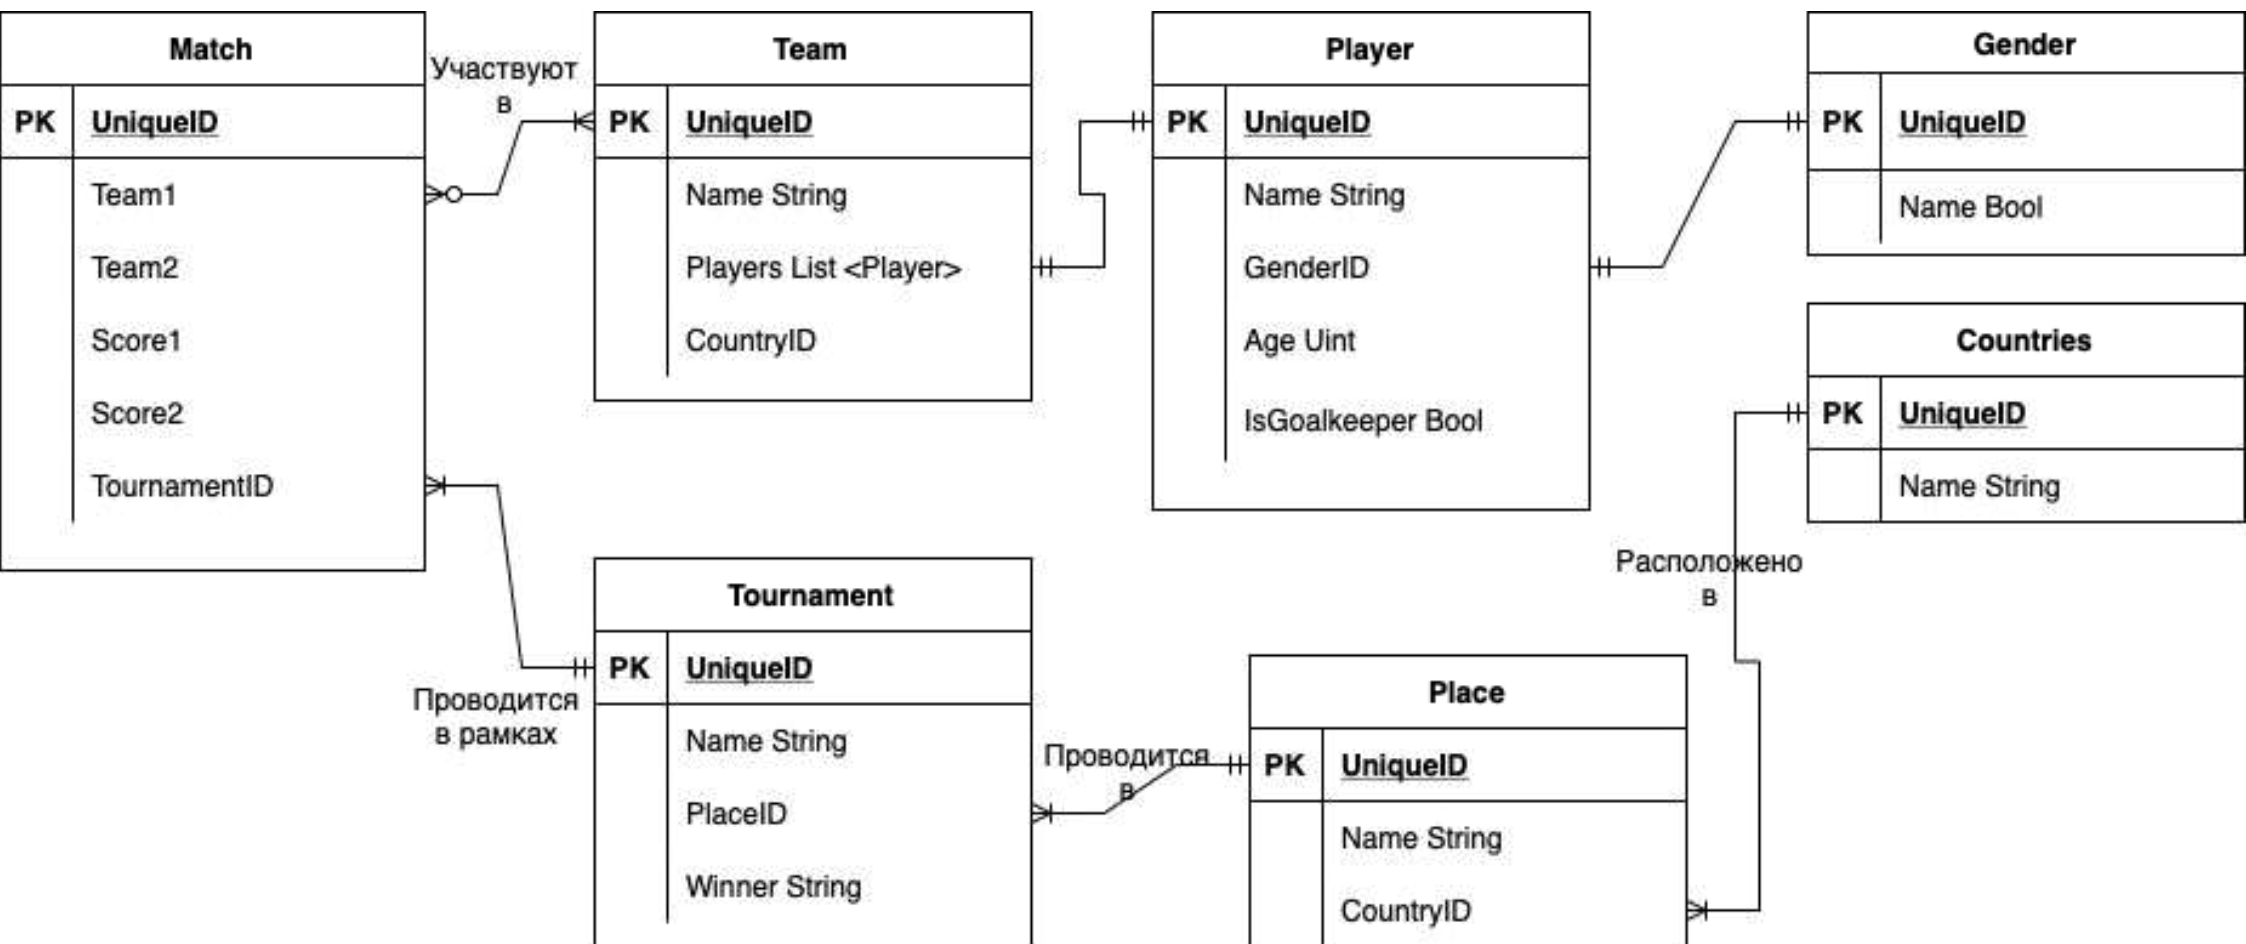 Match
PK UniqueID
Team1
Team2
Score1
Score2
TournamentID
Участвуют
в
Team
PK UniqueID
Name String
Players List <Player>
CountryID
Player
PK UniqueID
Name String
GenderID
Age Uint
IsGoalkeeper Bool
Gender
PK UniqueID
Name Bool
Countries
PK UniqueID
Name String
Расположено
в
Проводится
в рамках
Tournament
PK UniqueID
Name String
PlaceID
Winner String
Проводится
в
Place
PK UniqueID
Name String
CountryID